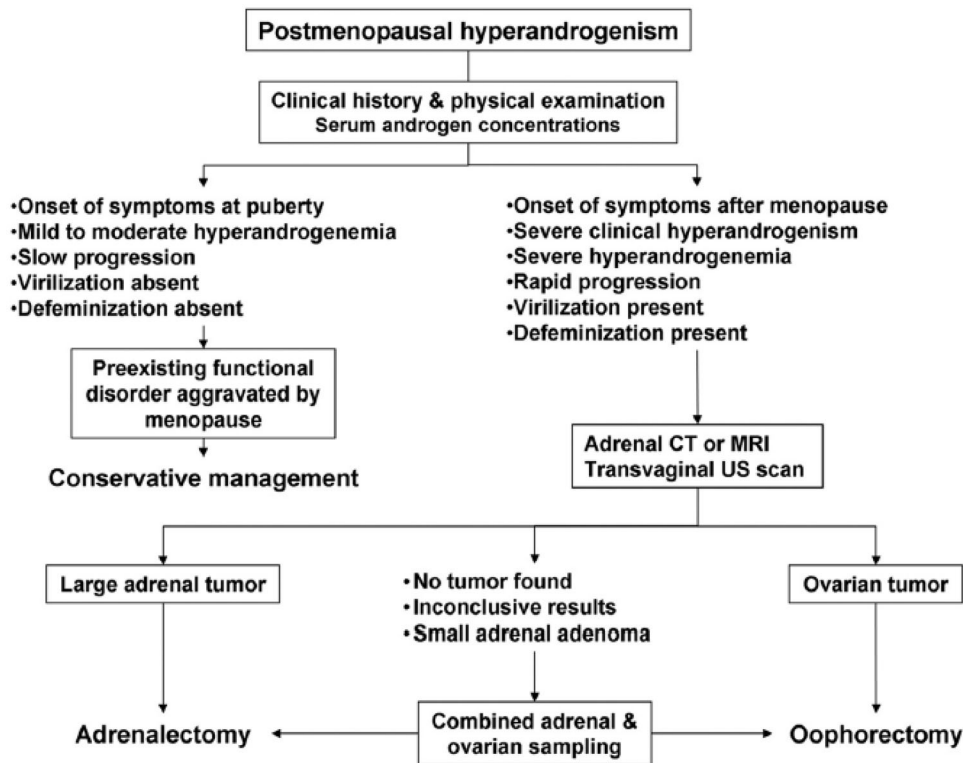 Postmenopausal hyperandrogenism
Clinical history & physical examination
Serum androgen concentrations
•Onset of symptoms at puberty
•Mild to moderate hyperandrogenemia
•Slow progression
•Virilization absent
•Defeminization absent
•Onset of symptoms after menopause
•Severe clinical hyperandrogenism
•Severe hyperandrogenemia
•Rapid progression
•Virilization present
•Defeminization present
Preexisting functional
disorder aggravated by
menopause
Conservative management
Adrenal CT or MRI
Transvaginal US scan
Large adrenal tumor
•No tumor found
•Inconclusive results
•Small adrenal adenoma
Ovarian tumor
Adrenalectomy
Combined adrenal &
ovarian sampling
Oophorectomy